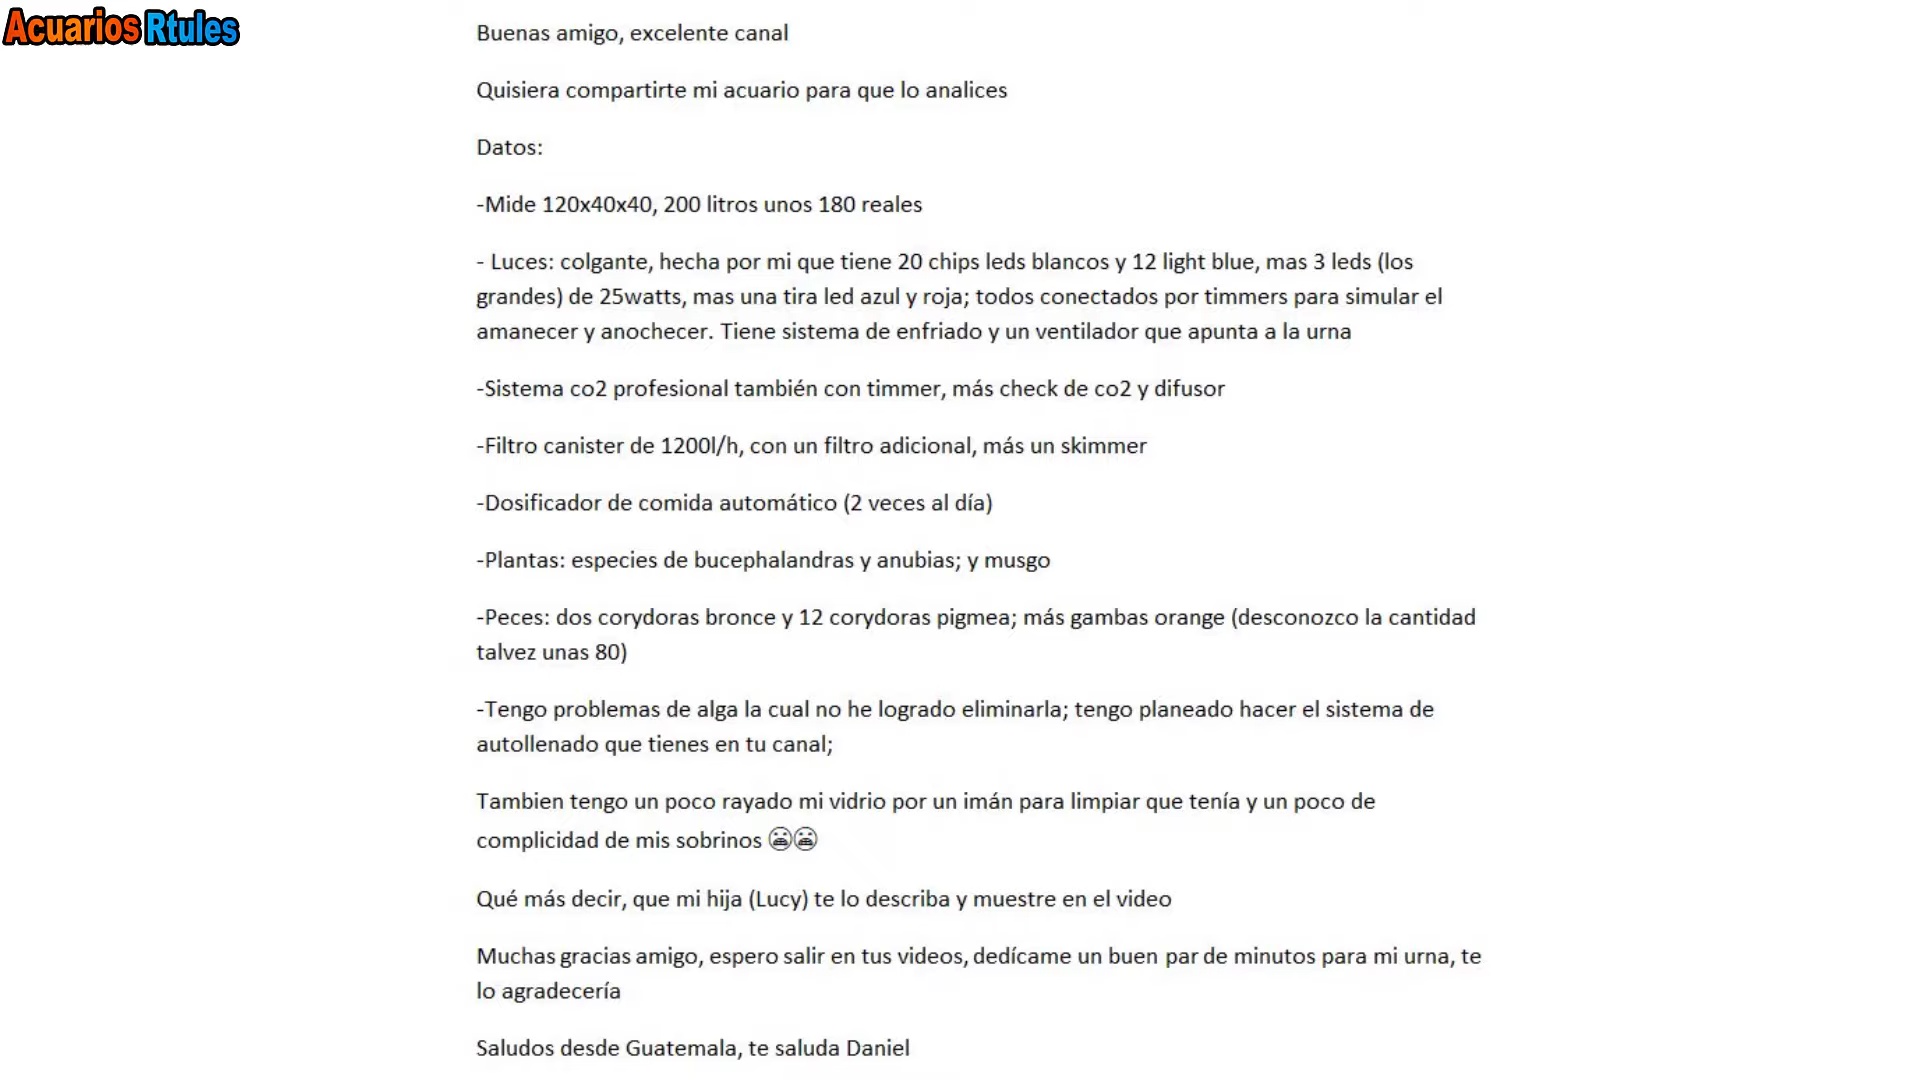 Acuarios Rtules
Buenas amigo, excelente canal
Quisiera compartirte mi acuario para que lo analices
Datos:
-Mide 120x40x40, 200 litros unos 180 reales
- Luces: colgante, hecha por mi que tiene 20 chips leds blancos y 12 light blue, mas 3 leds (los
grandes) de 25watts, mas una tira led azul y roja; todos conectados por timmers para simular el
amanecer y anochecer. Tiene sistema de enfriado y un ventilador que apunta a la urna
-Sistema co2 profesional también con timmer, más check de co2 y difusor
-Filtro canister de 1200l/h, con un filtro adicional, más un skimmer
-Dosificador de comida automático (2 veces al día)
-Plantas: especies de bucephalandras y anubias; y musgo
-Peces: dos corydoras bronce y 12 corydoras pigmea; más gambas orange (desconozco la cantidad
talvez unas 80)
-Tengo problemas de alga la cual no he logrado eliminarla; tengo planeado hacer el sistema de
autollenado que tienes en tu canal;
Tambien tengo un poco rayado mi vidrio por un imán para limpiar que tenía y un poco de
complicidad de mis sobrinos 😬😬
Qué más decir, que mi hija (Lucy) te lo describa y muestre en el video
Muchas gracias amigo, espero salir en tus videos, dedícame un buen par de minutos para mi urna, te
lo agradecería
Saludos desde Guatemala, te saluda Daniel